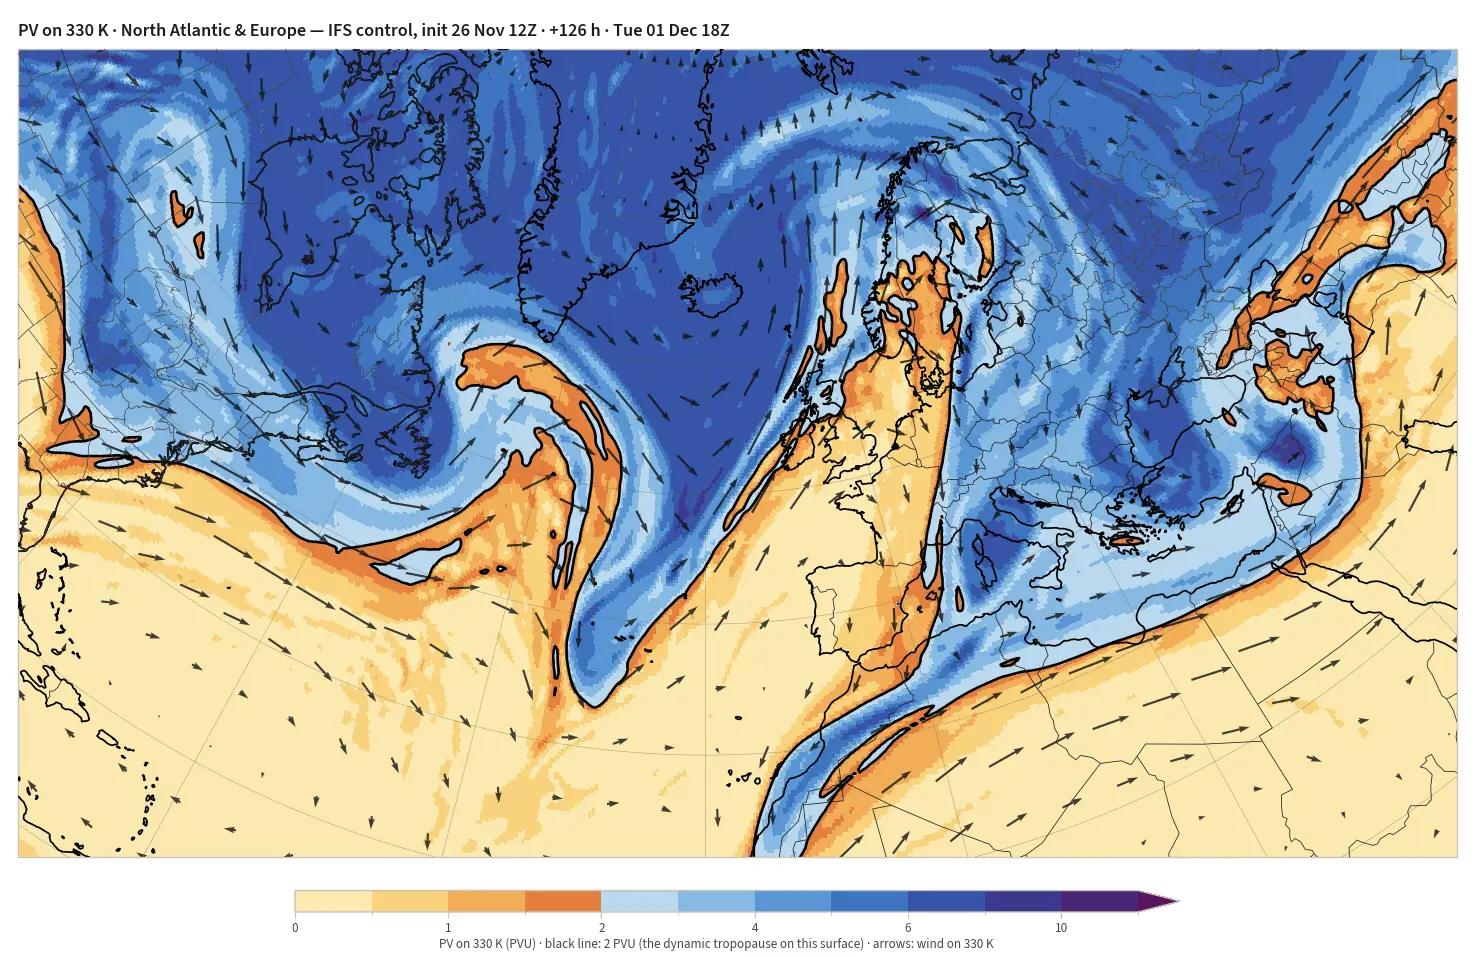 PV on 330 K · North Atlantic & Europe — IFS control, init 26 Nov 12Z · +126 h · Tue 01 Dec 18Z
0 1 2 4 6 10
PV on 330 K (PVU) · black line: 2 PVU (the dynamic tropopause on this surface) · arrows: wind on 330 K